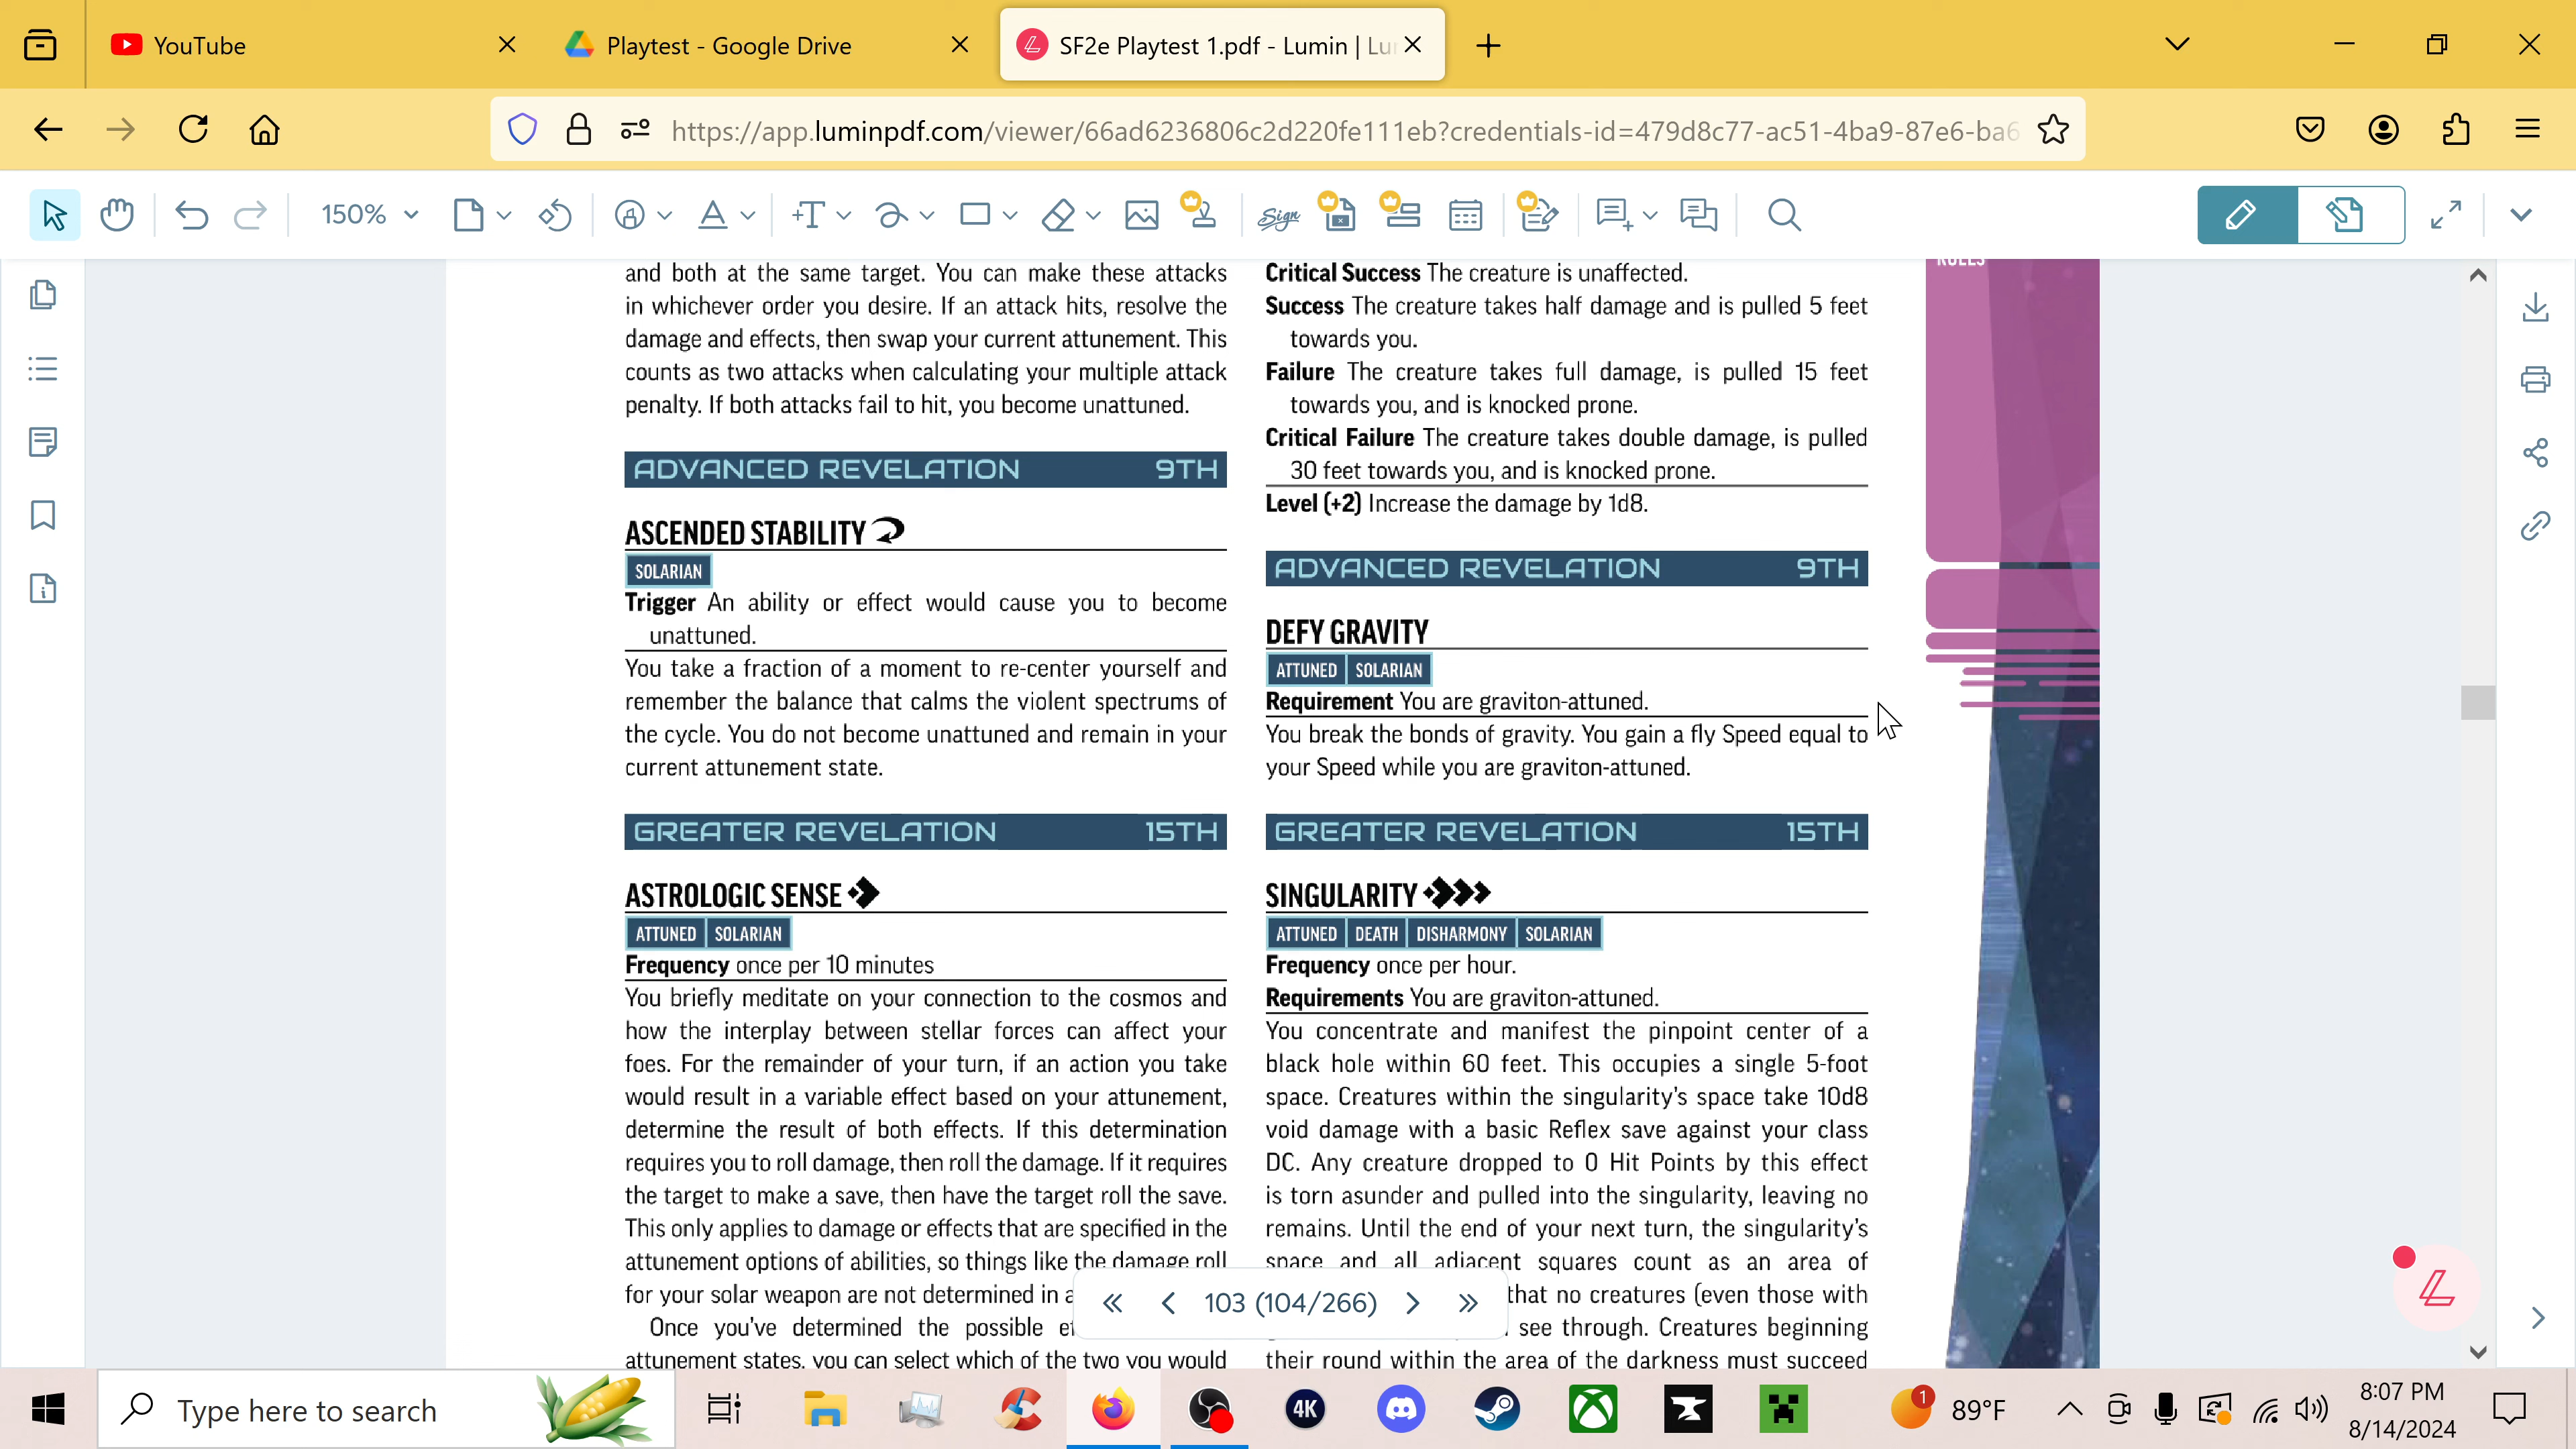 YouTube
Playtest - Google Drive
SF2e Playtest 1.pdf - Lumin | Lu
https://app.luminpdf.com/viewer/66ad6236806c2d220fe111eb?credentials-id=479d8c77-ac51-4ba9-87e6-ba6
150%
Sign
and both at the same target. You can make these attacks
in whichever order you desire. If an attack hits, resolve the
damage and effects, then swap your current attunement. This
counts as two attacks when calculating your multiple attack
penalty. If both attacks fail to hit, you become unattuned.
ADVANCED REVELATION 9TH
ASCENDED STABILITY
SOLARIAN
Trigger An ability or effect would cause you to become
unattuned.
You take a fraction of a moment to re-center yourself and
remember the balance that calms the violent spectrums of
the cycle. You do not become unattuned and remain in your
current attunement state.
GREATER REVELATION 15TH
ASTROLOGIC SENSE
ATTUNED SOLARIAN
Frequency once per 10 minutes
You briefly meditate on your connection to the cosmos and
how the interplay between stellar forces can affect your
foes. For the remainder of your turn, if an action you take
would result in a variable effect based on your attunement,
determine the result of both effects. If this determination
requires you to roll damage, then roll the damage. If it requires
the target to make a save, then have the target roll the save.
This only applies to damage or effects that are specified in the
attunement options of abilities, so things like the damage roll
for your solar weapon are not determined in
Once you've determined the possible
attunement states, you can select which of the two you would
Critical Success The creature is unaffected.
Success The creature takes half damage and is pulled 5 feet
towards you.
Failure The creature takes full damage, is pulled 15 feet
towards you, and is knocked prone.
Critical Failure The creature takes double damage, is pulled
30 feet towards you, and is knocked prone.
Level (+2) Increase the damage by 1d8.
ADVANCED REVELATION 9TH
DEFY GRAVITY
ATTUNED SOLARIAN
Requirement You are graviton-attuned.
You break the bonds of gravity. You gain a fly Speed equal to
your Speed while you are graviton-attuned.
GREATER REVELATION 15TH
SINGULARITY
ATTUNED DEATH DISHARMONY SOLARIAN
Frequency once per hour.
Requirements You are graviton-attuned.
You concentrate and manifest the pinpoint center of a
black hole within 60 feet. This occupies a single 5-foot
space. Creatures within the singularity's space take 10d8
void damage with a basic Reflex save against your class
DC. Any creature dropped to 0 Hit Points by this effect
is torn asunder and pulled into the singularity, leaving no
remains. Until the end of your next turn, the singularity's
space and all adjacent squares count as an area of
that no creatures (even those with
see through. Creatures beginning
their round within the area of the darkness must succeed
RULES
103 (104/266)
Type here to search
4K
1
89°F
8:07 PM
8/14/2024